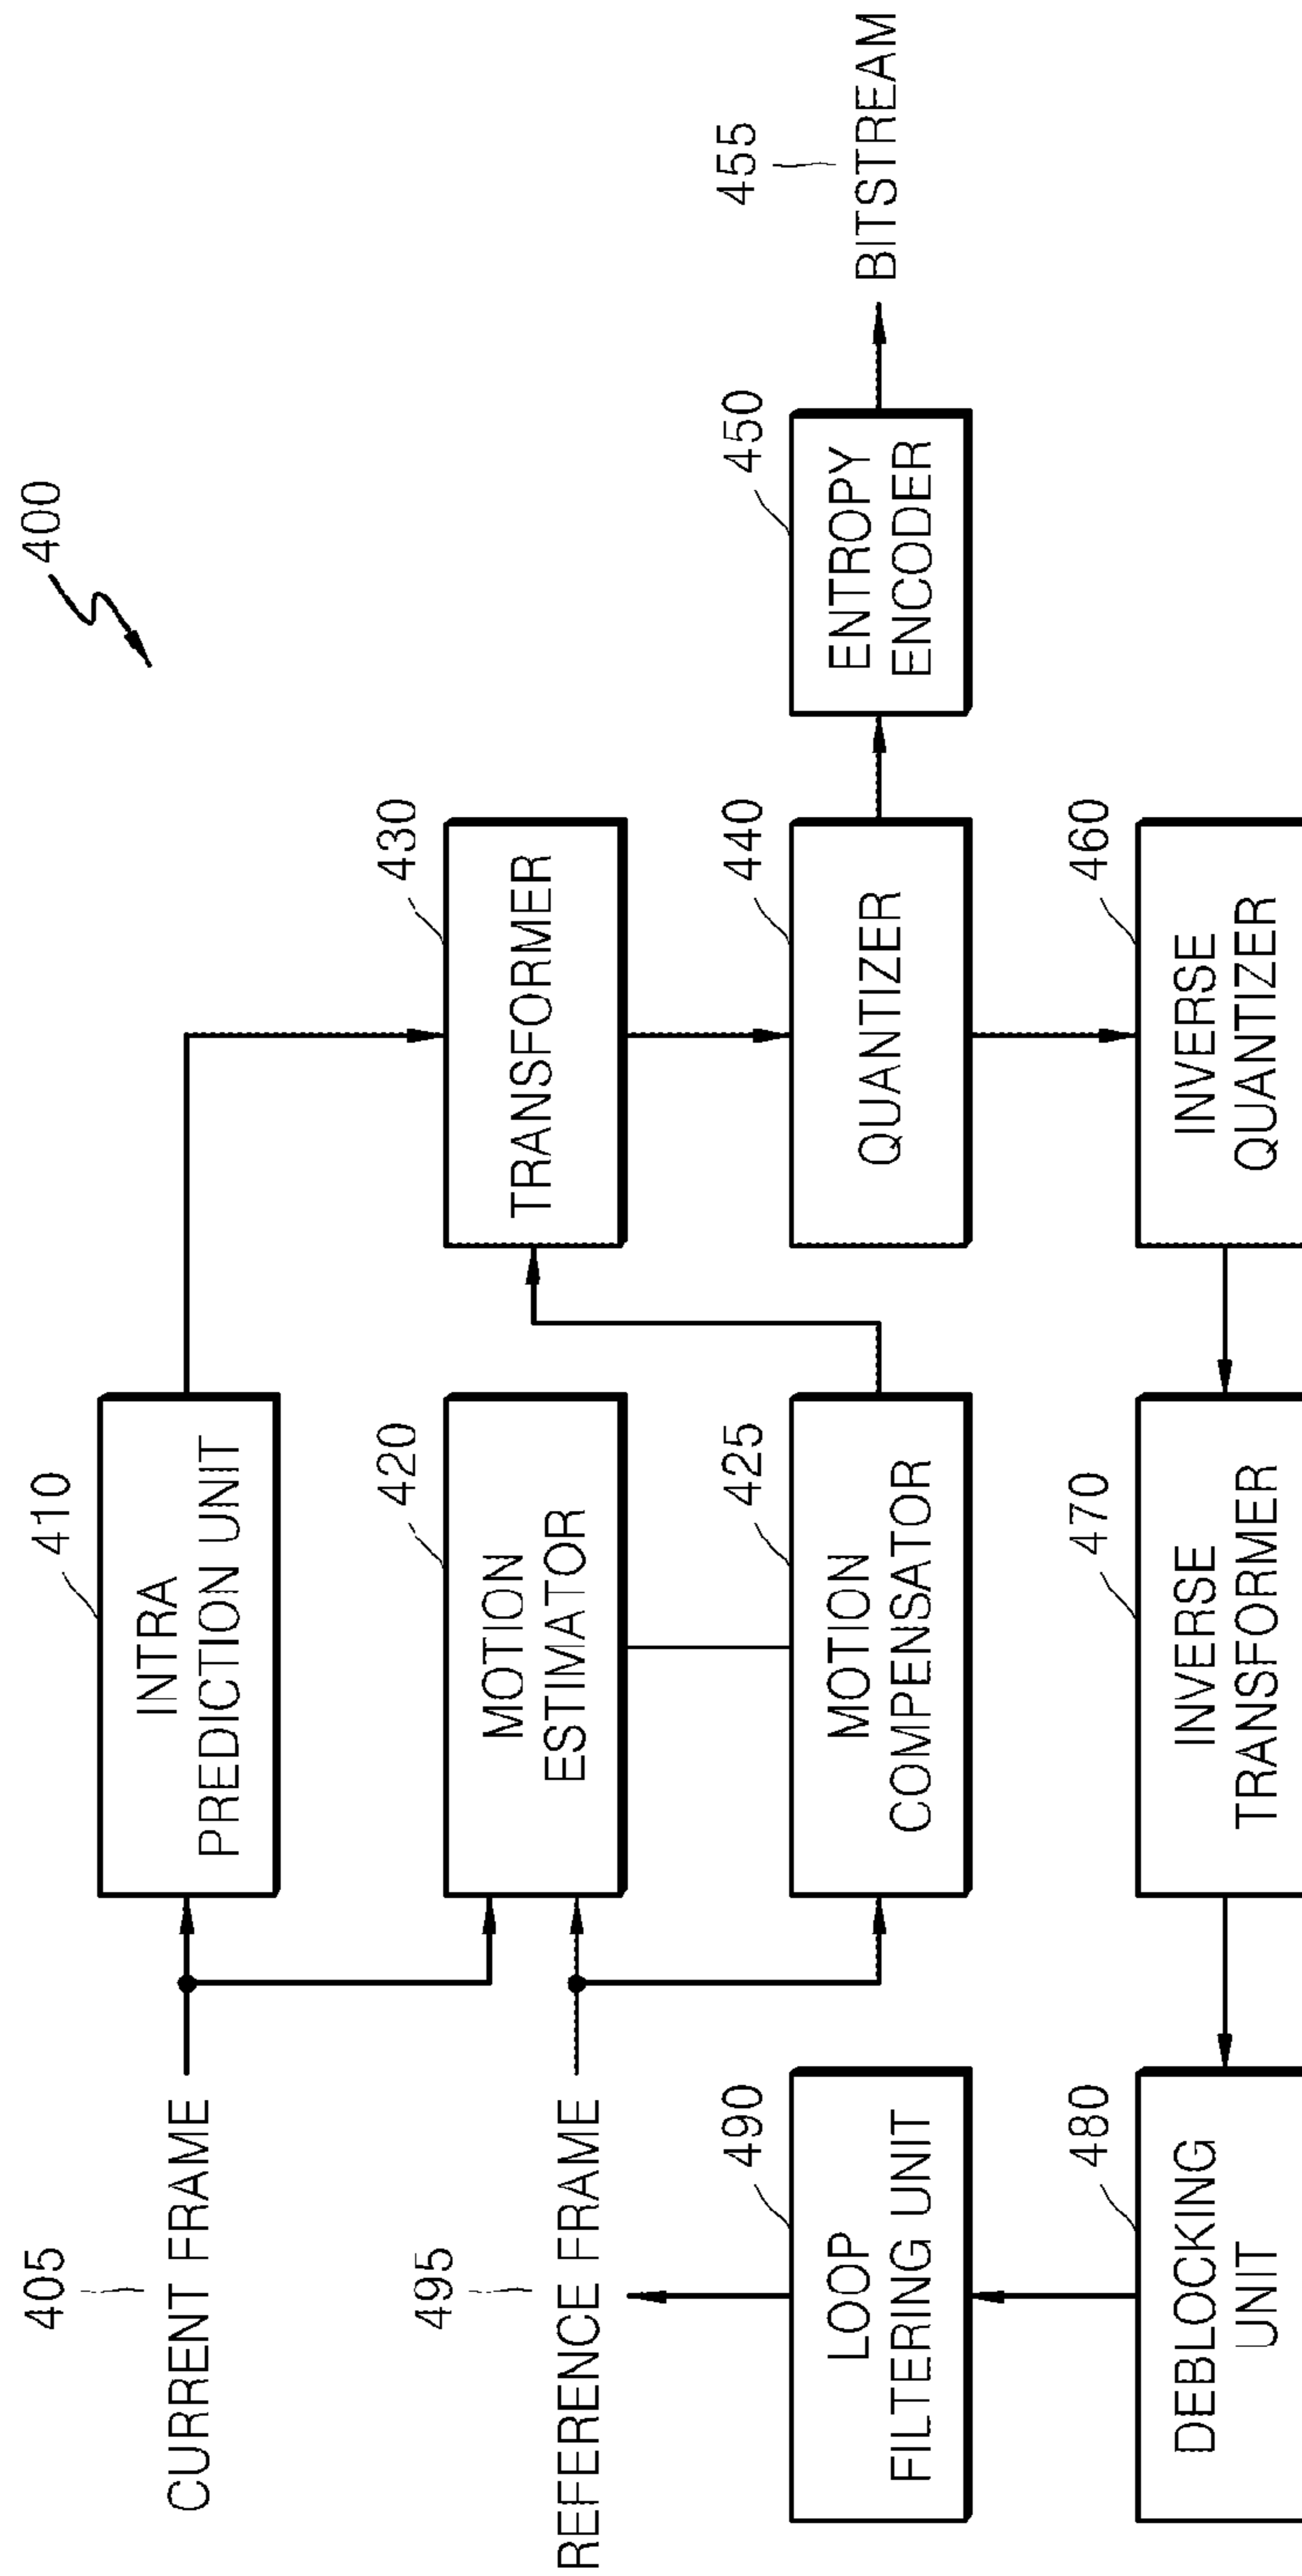 400
405
CURRENT FRAME
410
INTRA
PREDICTION UNIT
495
REFERENCE FRAME
420
MOTION
ESTIMATOR
430
TRANSFORMER
490
LOOP
FILTERING UNIT
425
MOTION
COMPENSATOR
440
QUANTIZER
450
ENTROPY
ENCODER
455
BITSTREAM
480
DEBLOCKING
UNIT
470
INVERSE
TRANSFORMER
460
INVERSE
QUANTIZER